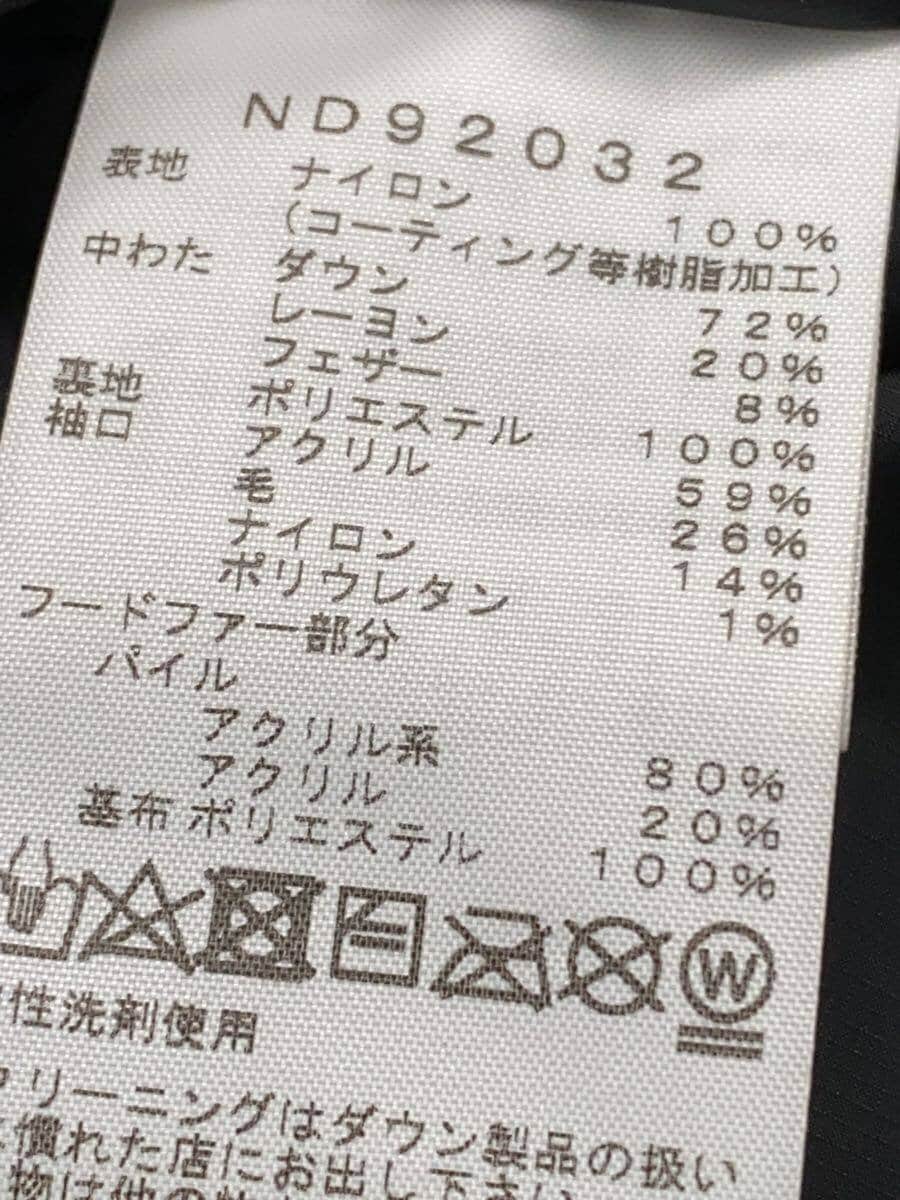 ND92032
表地 ナイロン 100%
(コーティング等樹脂加工)
中わた ダウン 72%
レーヨン 20%
フェザー 8%
裏地 ポリエステル 100%
袖口 アクリル 59%
毛 26%
ナイロン 14%
ポリウレタン 1%
フードファー部分
パイル
アクリル系 80%
アクリル 20%
基布 ポリエステル 100%
W
性洗剤使用
リーニングはダウン製品の扱い
慣れた店にお出し下さい
物は他の